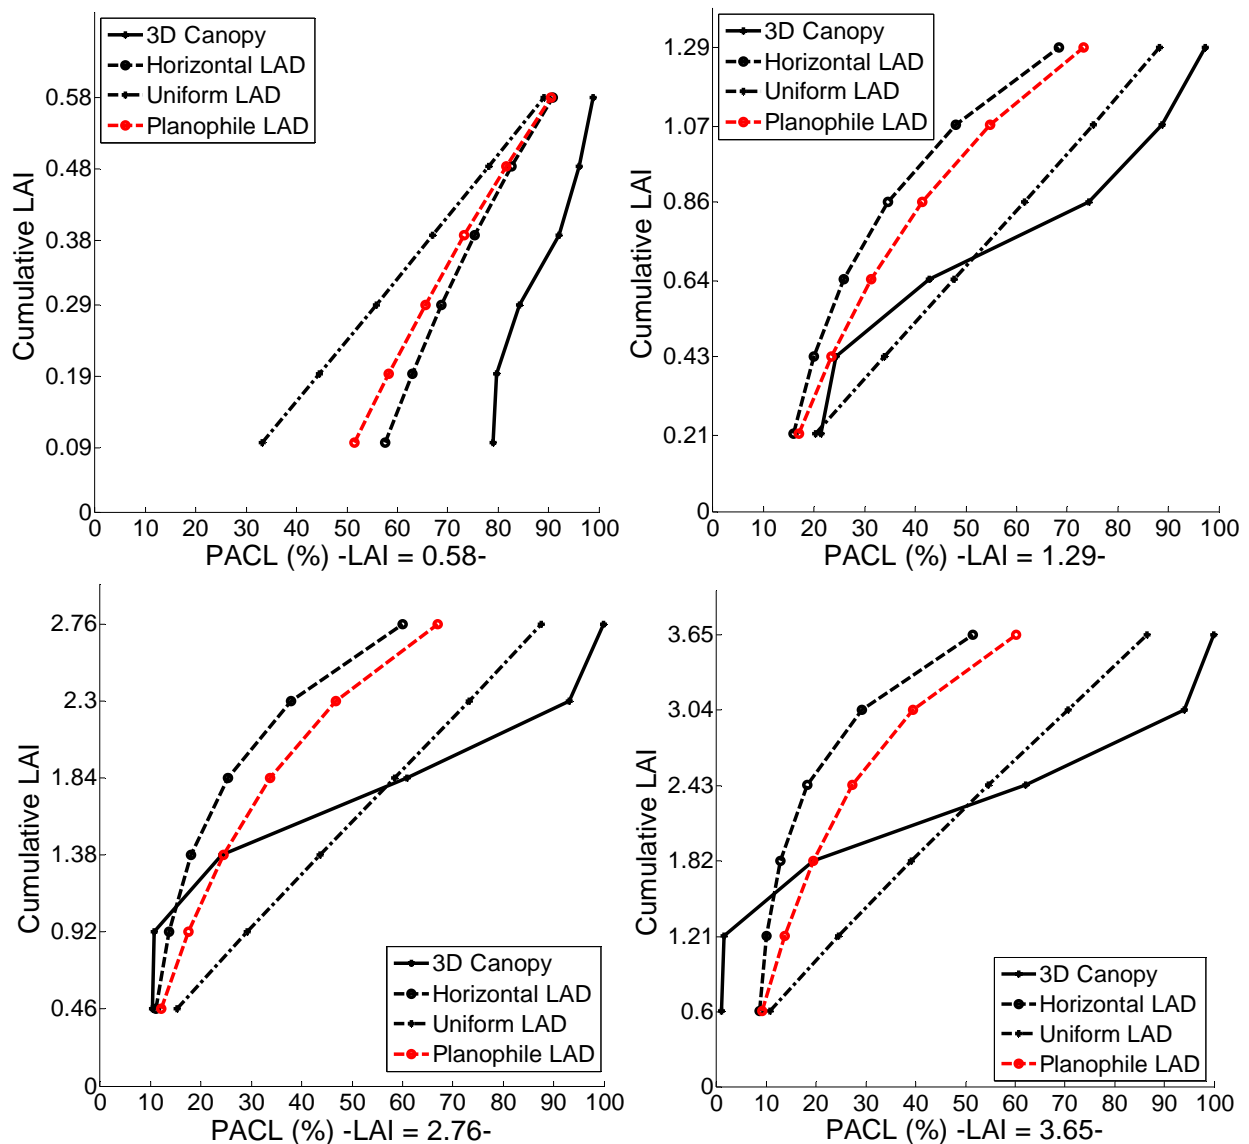 3D Canopy
Horizontal LAD
Uniform LAD
Planophile LAD
Cumulative LAI
0.58
0.48
0.38
0.29
0.19
0.09
0
0 10 20 30 40 50 60 70 80 90 100
PACL (%) -LAI = 0.58-
3D Canopy
Horizontal LAD
Uniform LAD
Planophile LAD
Cumulative LAI
1.29
1.07
0.86
0.64
0.43
0.21
0
0 10 20 30 40 50 60 70 80 90 100
PACL (%) -LAI = 1.29-
Cumulative LAI
2.76
2.3
1.84
1.38
0.92
0.46
0
3D Canopy
Horizontal LAD
Uniform LAD
Planophile LAD
0 10 20 30 40 50 60 70 80 90 100
PACL (%) -LAI = 2.76-
Cumulative LAI
3.65
3.04
2.43
1.82
1.21
0.6
0
3D Canopy
Horizontal LAD
Uniform LAD
Planophile LAD
0 10 20 30 40 50 60 70 80 90 100
PACL (%) -LAI = 3.65-